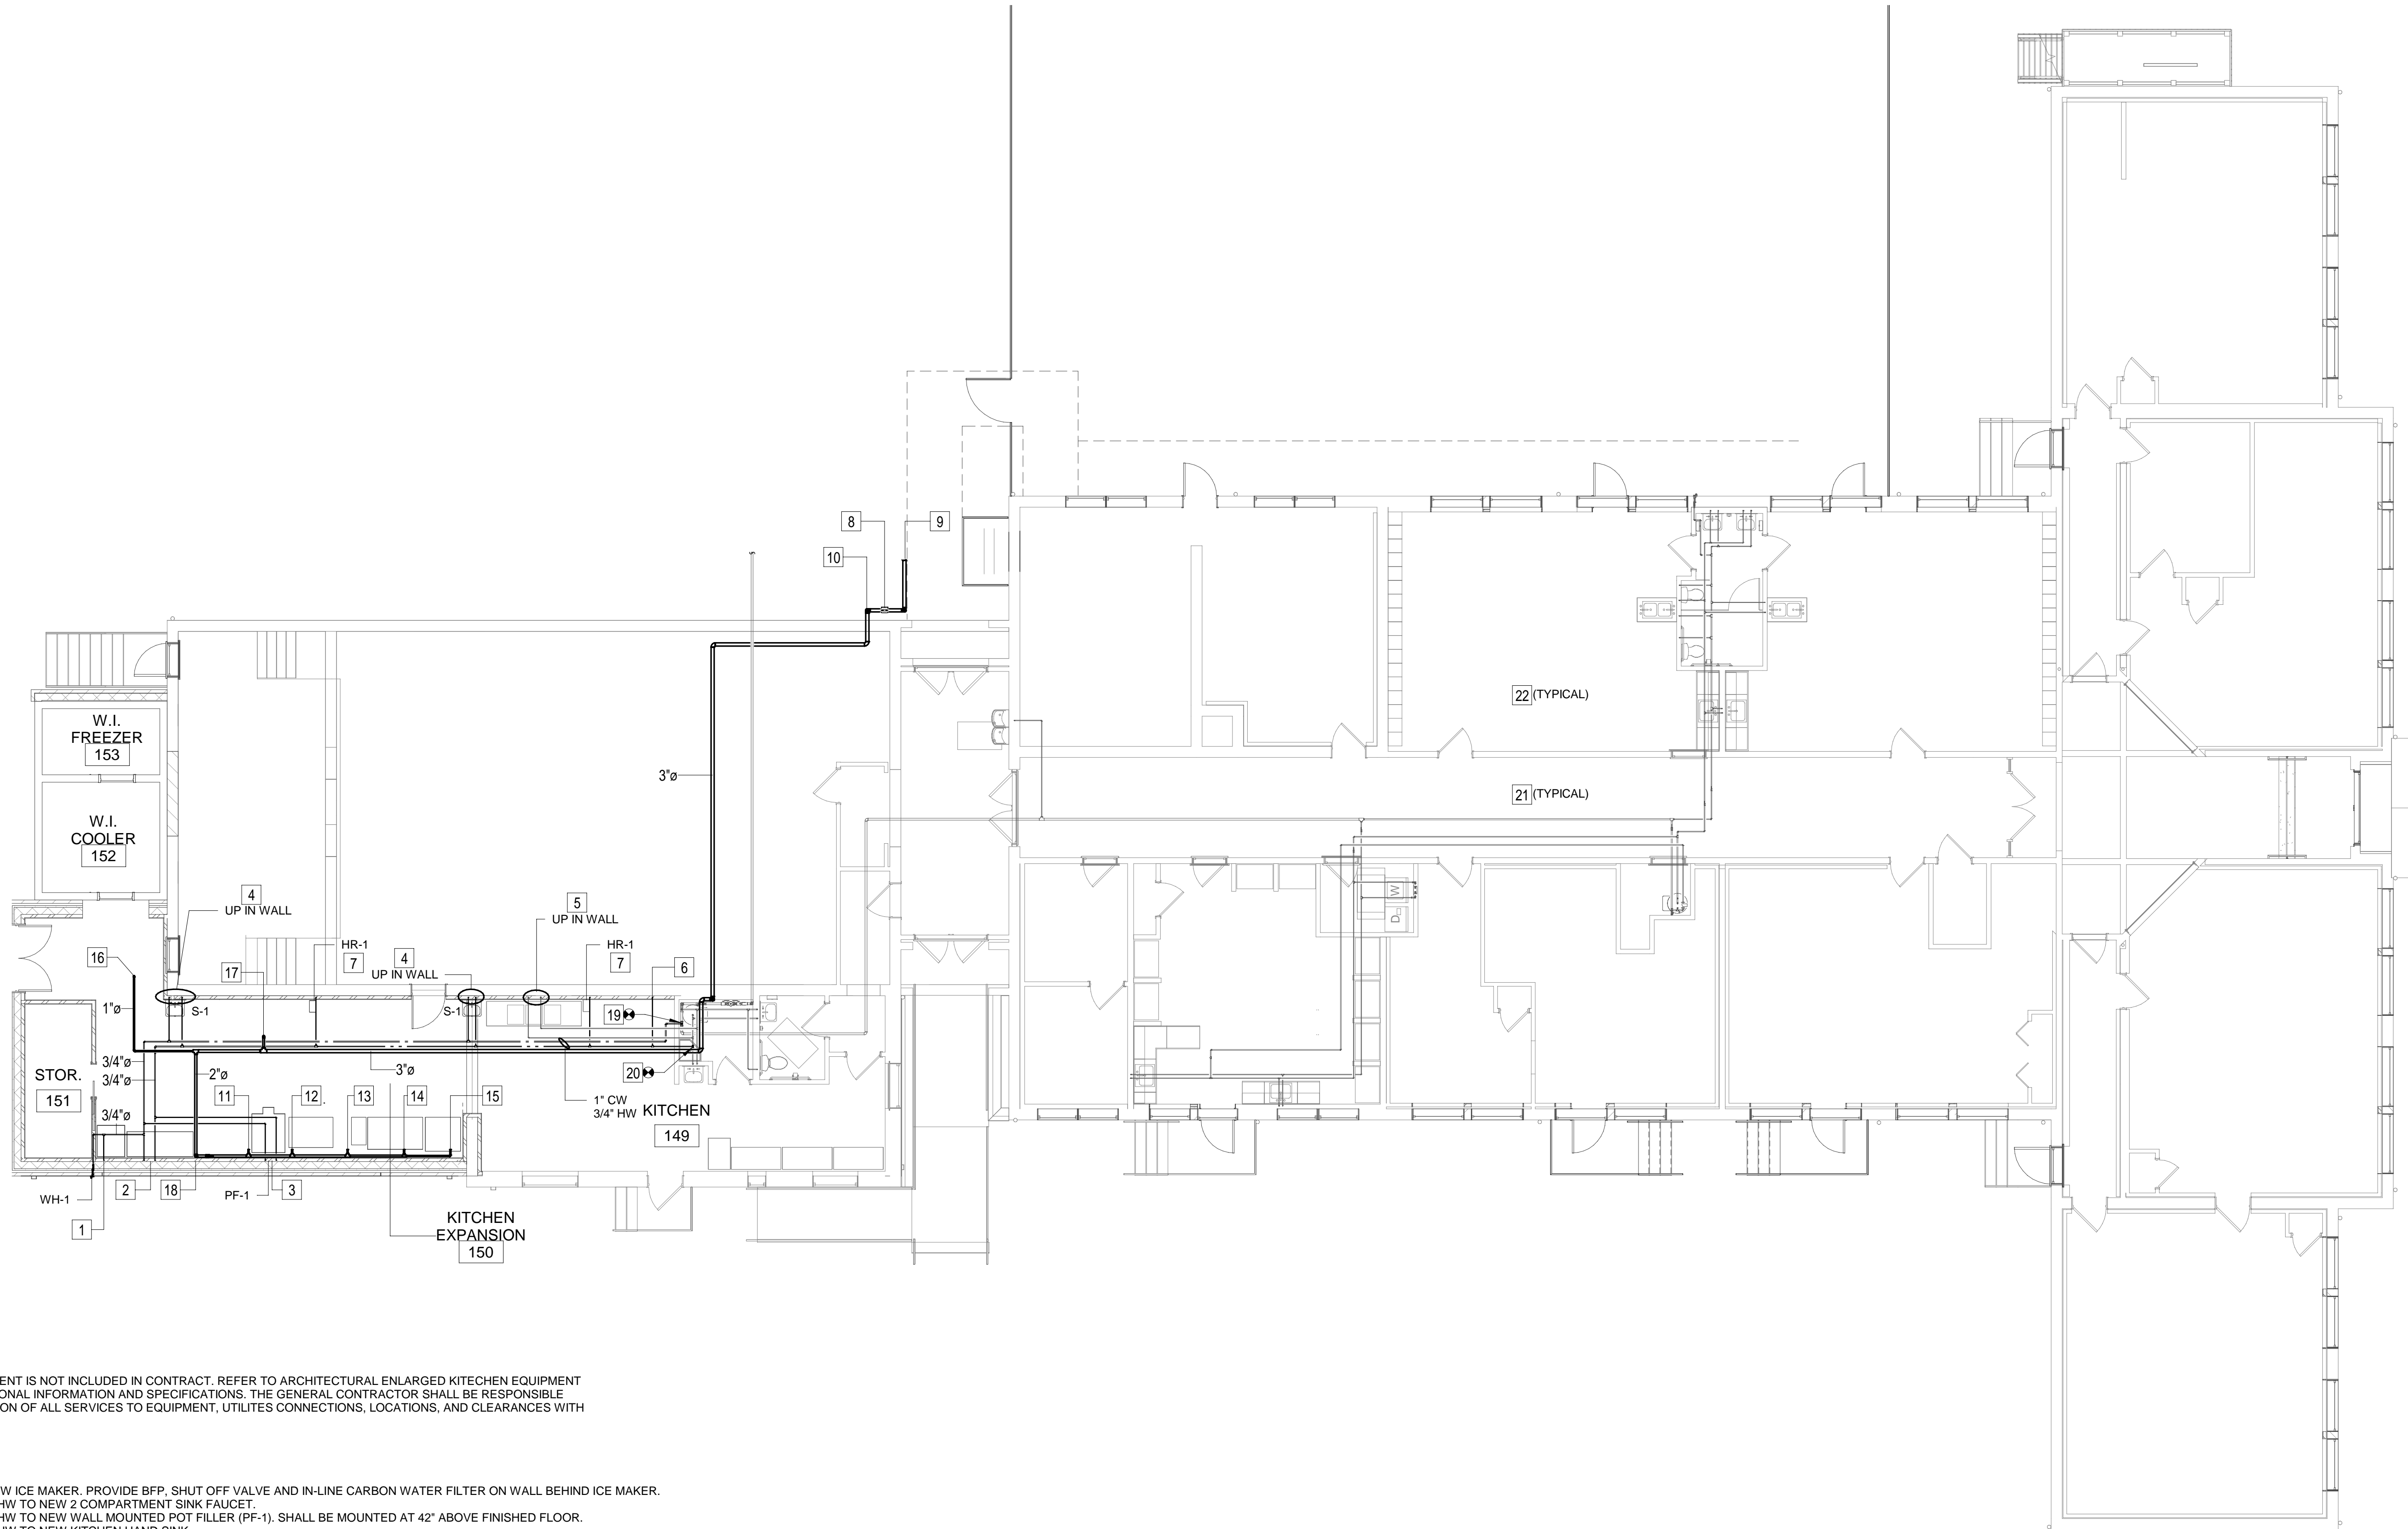 8
9
10
22 (TYPICAL)
W.I.
FREEZER
153
3"ø
21 (TYPICAL)
W.I.
COOLER
152
4
UP IN WALL
5
UP IN WALL
W
D
HR-1
7
4
UP IN WALL
HR-1
7
6
16
17
1"ø
S-1
S-1
19
3/4"ø
3/4"ø
2"ø
3"ø
20
STOR.
151
11
12
13
14
15
1" CW
3/4" HW
KITCHEN
149
3/4"ø
WH-1
2
18
PF-1
3
1
KITCHEN
EXPANSION
150
ENT IS NOT INCLUDED IN CONTRACT. REFER TO ARCHITECTURAL ENLARGED KITECHEN EQUIPMENT
ONAL INFORMATION AND SPECIFICATIONS. THE GENERAL CONTRACTOR SHALL BE RESPONSIBLE
ION OF ALL SERVICES TO EQUIPMENT, UTILITES CONNECTIONS, LOCATIONS, AND CLEARANCES WITH
W ICE MAKER. PROVIDE BFP, SHUT OFF VALVE AND IN-LINE CARBON WATER FILTER ON WALL BEHIND ICE MAKER.
HW TO NEW 2 COMPARTMENT SINK FAUCET.
HW TO NEW WALL MOUNTED POT FILLER (PF-1). SHALL BE MOUNTED AT 42" ABOVE FINISHED FLOOR.
HW TO NEW KITCHEN HAND SINK